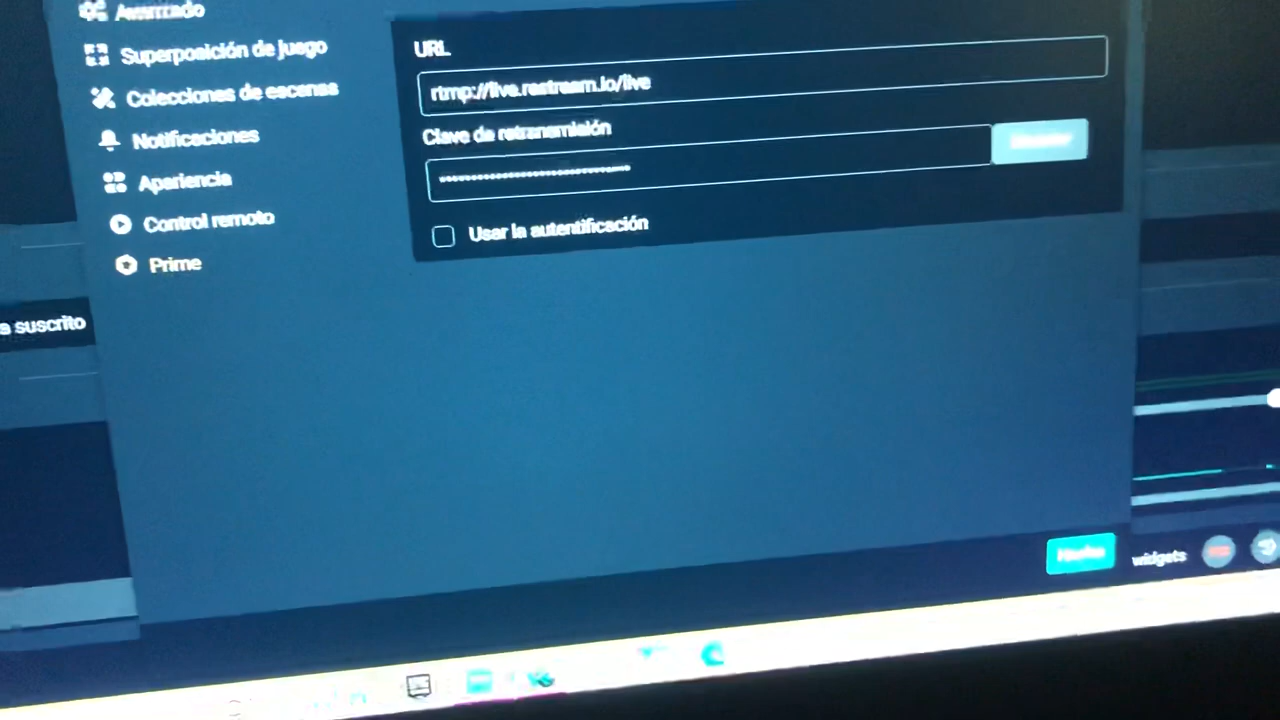 Avanzado
Superposición de juego
Colecciones de escenas
Notificaciones
Apariencia
Control remoto
Prime
URL
rtmp://live.restream.io/live
Clave de retransmisión
Usar la autentificación
a suscrito
widgets